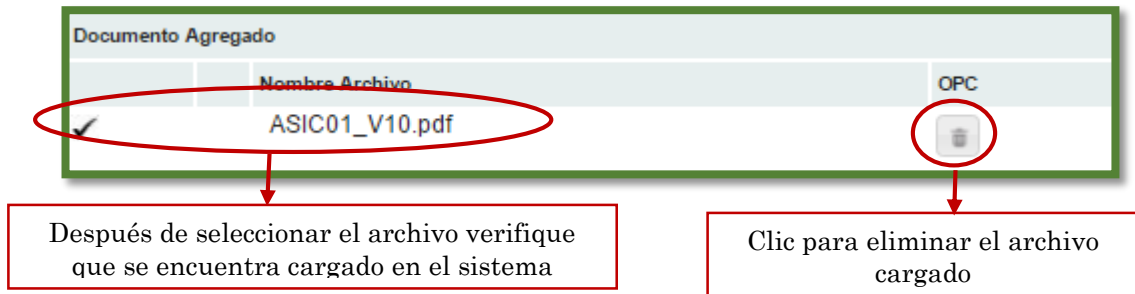 Documento Agregado
Nombre Archivo OPC
ASIC01_V10.pdf
Después de seleccionar el archivo verifique
que se encuentra cargado en el sistema
Clic para eliminar el archivo
cargado